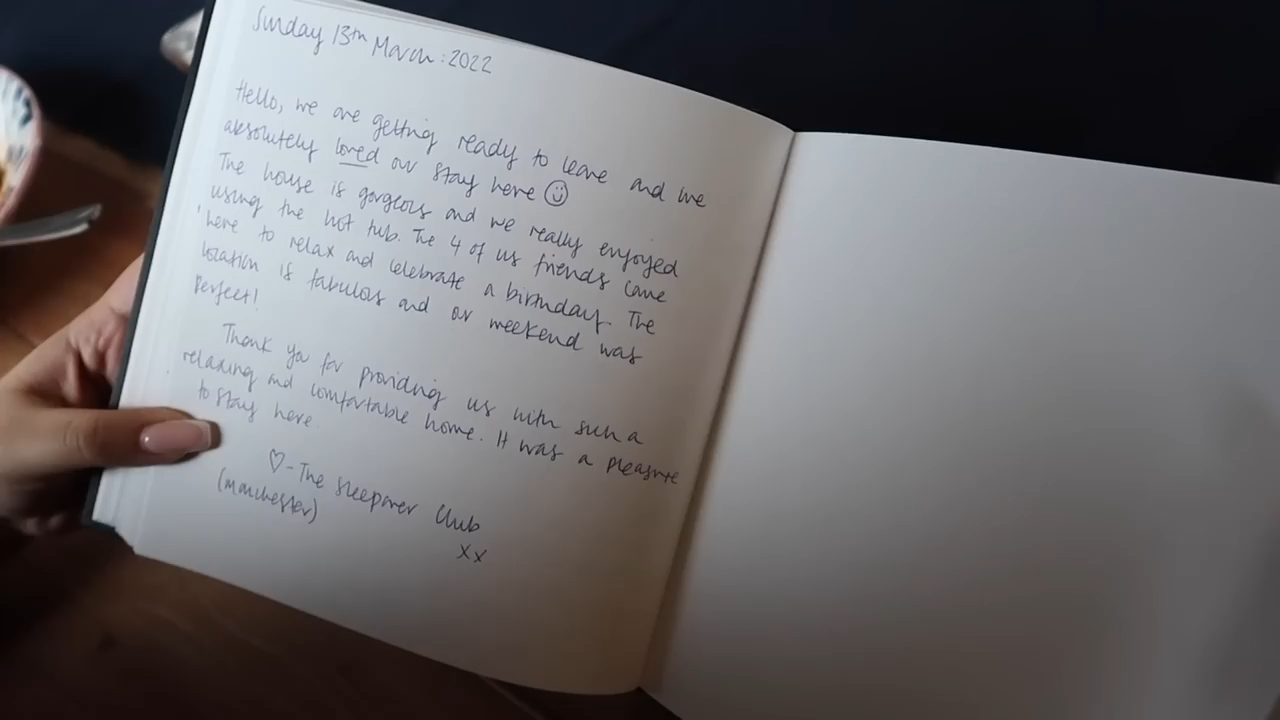 Sunday 13th March : 2022
Hello, we are getting ready to leave and we
absolutely loved our stay here ☺
The house is gorgeous and we really enjoyed
using the hot tub. The 4 of us friends came
here to relax and celebrate a birthday. The
location is fabulous and our weekend was
perfect!
Thank you for providing us with such a
relaxing and comfortable home. It was a pleasure
to stay here.
♡-The Sleepover Club
(manchester)
xx